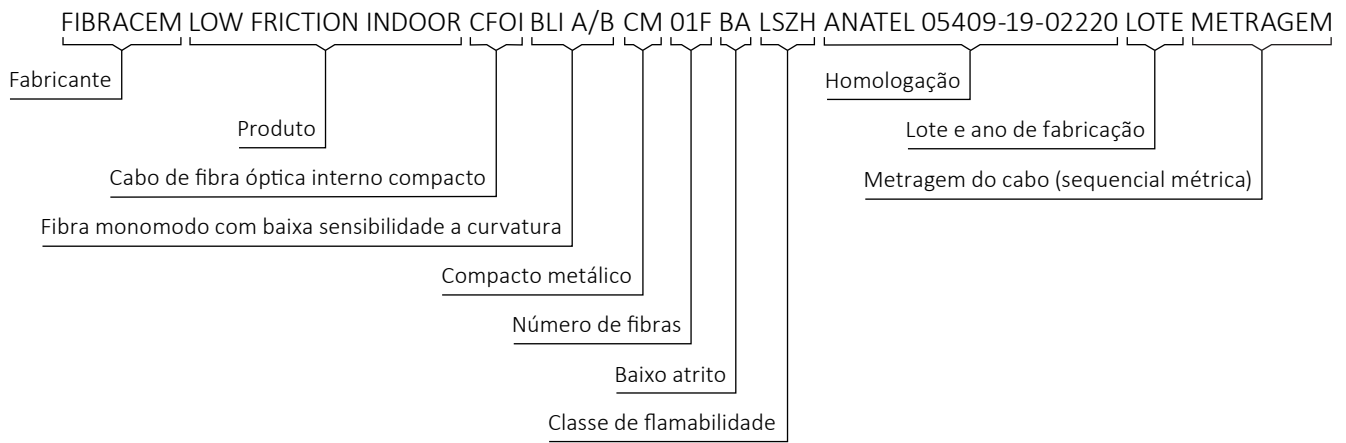 FIBRACEM LOW FRICTION INDOOR CFOI BLI A/B CM 01F BA LSZH ANATEL 05409-19-02220 LOTE METRAGEM
Fabricante
Homologação
Produto
Lote e ano de fabricação
Cabo de fibra óptica interno compacto
Metragem do cabo (sequencial métrica)
Fibra monomodo com baixa sensibilidade a curvatura
Compacto metálico
Número de fibras
Baixo atrito
Classe de flamabilidade